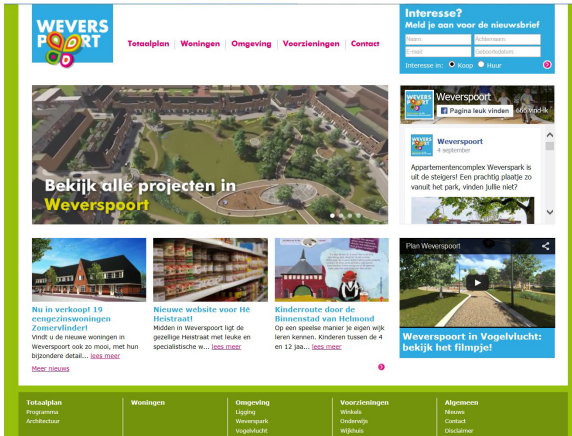 WEVERS
POORT
Totaalplan
Woningen
Omgeving
Voorzieningen
Contact
Interesse?
Meld je aan voor de nieuwsbrief
Naam:
Achternaam:
E-mail
Geboortedatum:
Interesse in:
Koop
Huur
Bekijk alle projecten in
Weverspoort
WEVERS
POORT
Weverspoort
Pagina leuk vinden
666 vind-ik
Weverspoort
4 september
Appartementencomplex Weverspark is
uit de steigers! Een prachtig plaatje zo
vanuit het park, vinden jullie niet?
Nu in verkoop! 19
eengezinswoningen
Zomervlinder!
Vindt u de nieuwe woningen in
Weverspoort ook zo mooi, met hun
bijzondere detail... lees meer
Meer nieuws
Nieuwe website voor Hè
Heistraat!
Midden in Weverspoort ligt de
gezellige Heistraat met leuke en
specialistische w... lees meer
Kinderroute door de
Binnenstad van Helmond
Op een speelse manier je eigen wijk
leren kennen. Kinderen tussen de 4
en 12 jaa... lees meer
Plan Weverspoort
Weverspoort in Vogelvlucht:
bekijk het filmpje!
Totaalplan
Programma
Architectuur
Woningen
Omgeving
Ligging
Weverspark
Vogelvlucht
Voorzieningen
Winkels
Onderwijs
Wijkhuis
Algemeen
Nieuws
Contact
Disclaimer